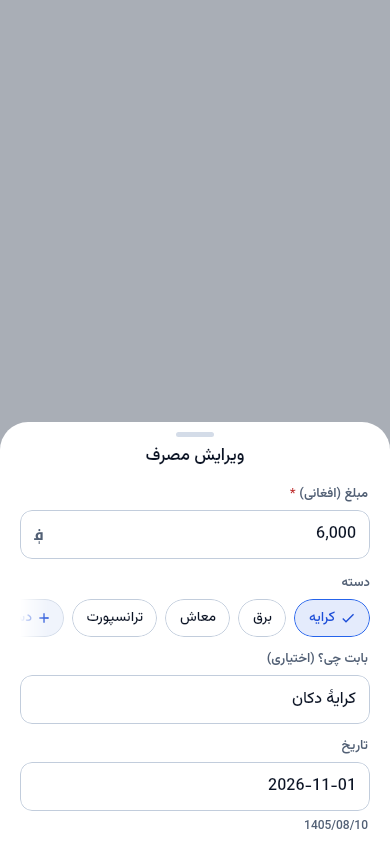 ویرایش مصرف
مبلغ (افغانی) *
6,000 ؋
دسته
کرایه برق معاش ترانسپورت +
بابت چی؟ (اختیاری)
کرایهٔ دکان
تاریخ
2026-11-01
1405/08/10